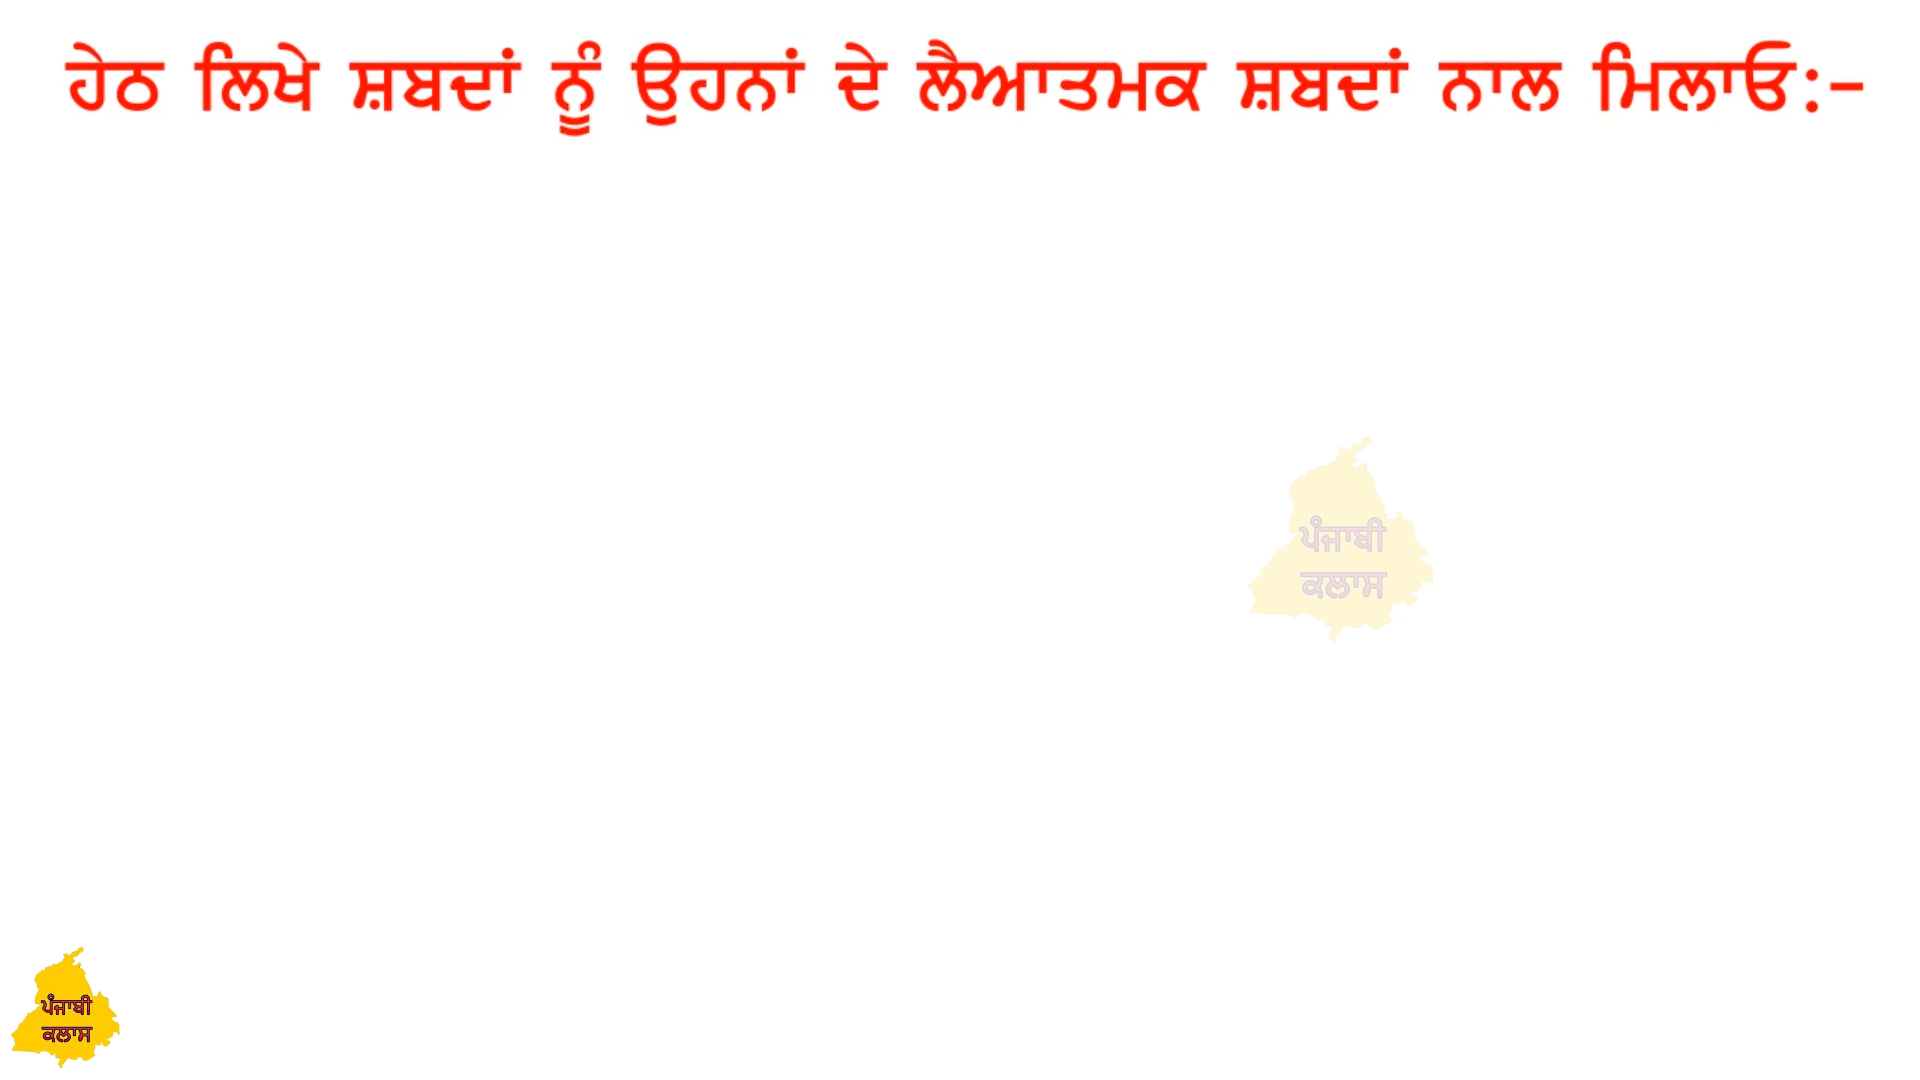 ਹੇਠ ਲਿਖੇ ਸ਼ਬਦਾਂ ਨੂੰ ਉਹਨਾਂ ਦੇ ਲੈਆਤਮਕ ਸ਼ਬਦਾਂ ਨਾਲ ਮਿਲਾਓ:-
ਪੰਜਾਬੀ
ਕਲਾਸ
ਪੰਜਾਬੀ
ਕਲਾਸ